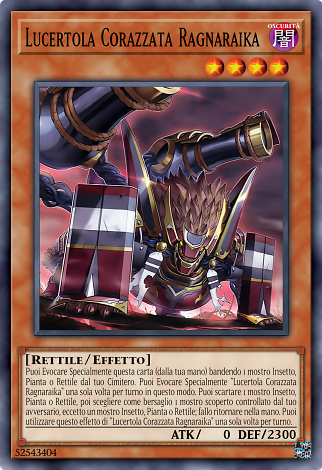 Lucertola Corazzata Ragnaraika
OSCURITÀ
闇
[Rettile/Effetto]
Puoi Evocare Specialmente questa carta (dalla tua mano) bandendo 1 mostro Insetto,
Pianta o Rettile dal tuo Cimitero. Puoi Evocare Specialmente "Lucertola Corazzata
Ragnaraika" una sola volta per turno in questo modo. Puoi scartare 1 mostro Insetto,
Pianta o Rettile, poi scegliere come bersaglio 1 mostro scoperto controllato dal tuo
avversario, eccetto un mostro Insetto, Pianta o Rettile; fallo ritornare nella mano. Puoi
utilizzare questo effetto di "Lucertola Corazzata Ragnaraika" una sola volta per turno.
ATK/ 0 DEF/2300
52543404